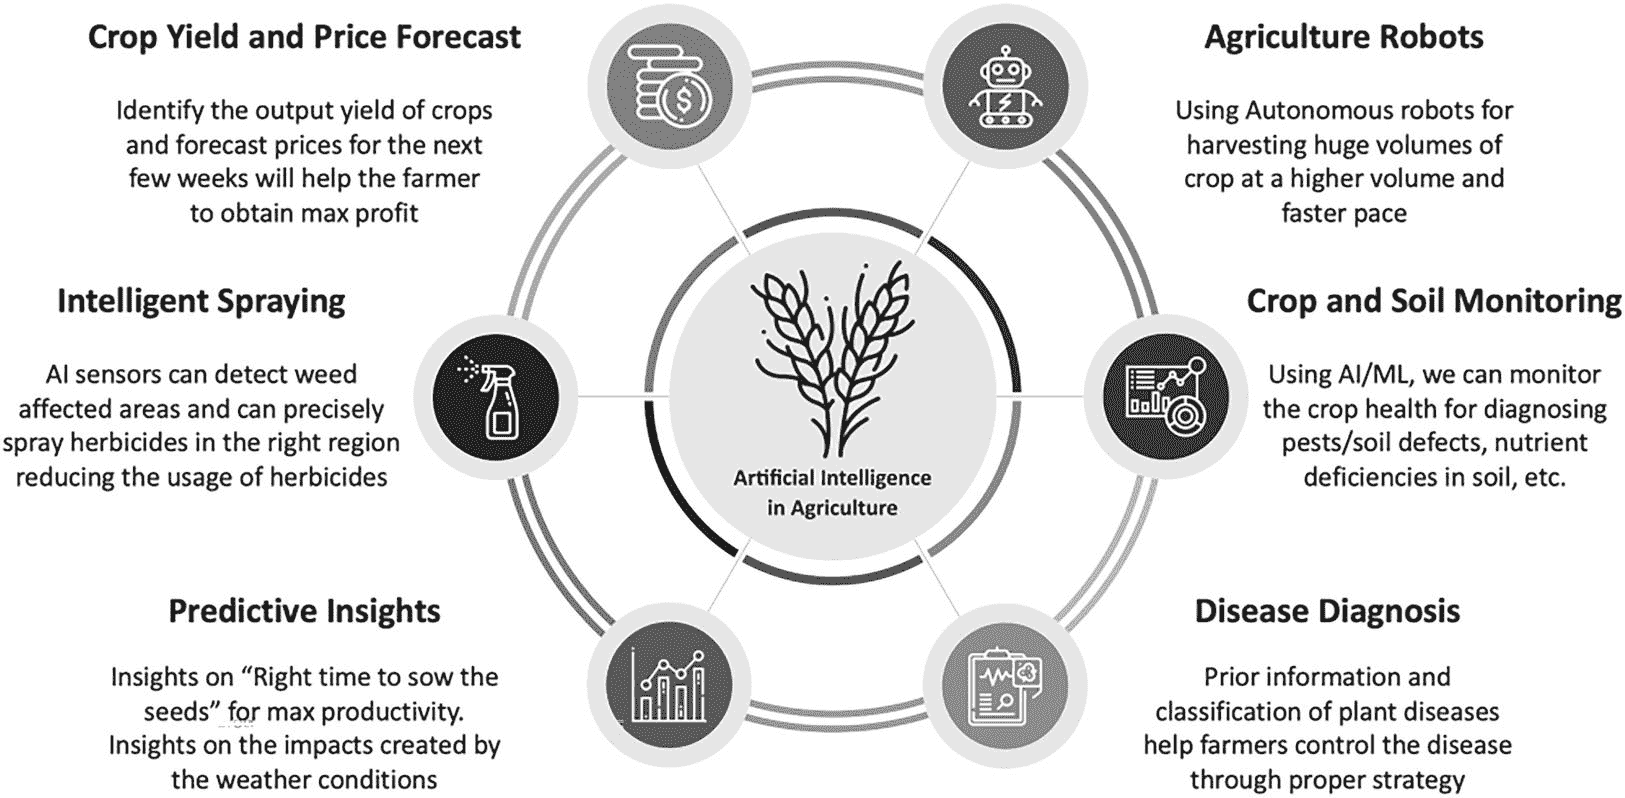 Crop Yield and Price Forecast
Identify the output yield of crops
and forecast prices for the next
few weeks will help the farmer
to obtain max profit
Agriculture Robots
Using Autonomous robots for
harvesting huge volumes of
crop at a higher volume and
faster pace
Intelligent Spraying
AI sensors can detect weed
affected areas and can precisely
spray herbicides in the right region
reducing the usage of herbicides
Crop and Soil Monitoring
Using AI/ML, we can monitor
the crop health for diagnosing
pests/soil defects, nutrient
deficiencies in soil, etc.
Artificial Intelligence
in Agriculture
Predictive Insights
Insights on “Right time to sow the
seeds” for max productivity.
Insights on the impacts created by
the weather conditions
Disease Diagnosis
Prior information and
classification of plant diseases
help farmers control the disease
through proper strategy
$